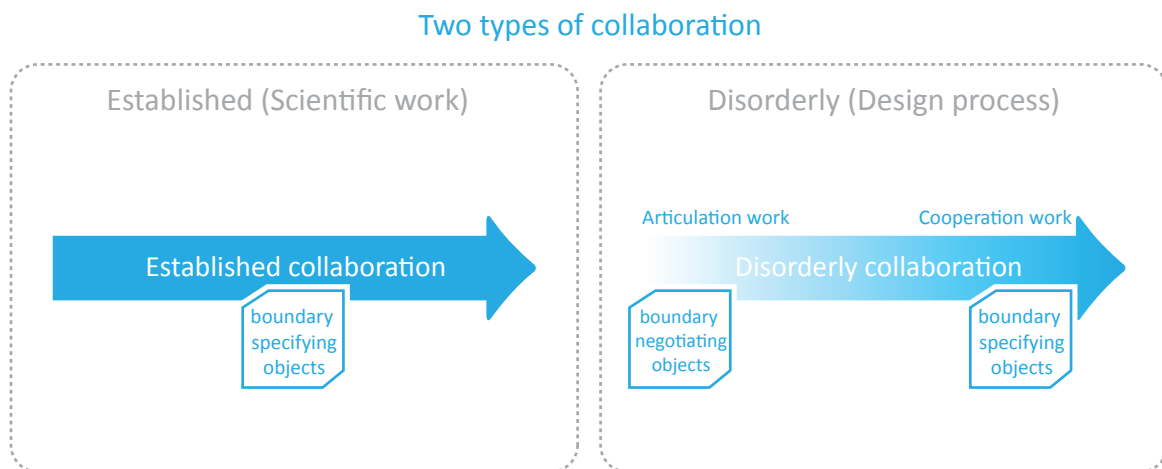 Two types of collaboration
Established (Scientific work)
Established collaboration
boundary
specifying
objects
Disorderly (Design process)
Articulation work
Cooperation work
Disorderly collaboration
boundary
negotiating
objects
boundary
specifying
objects